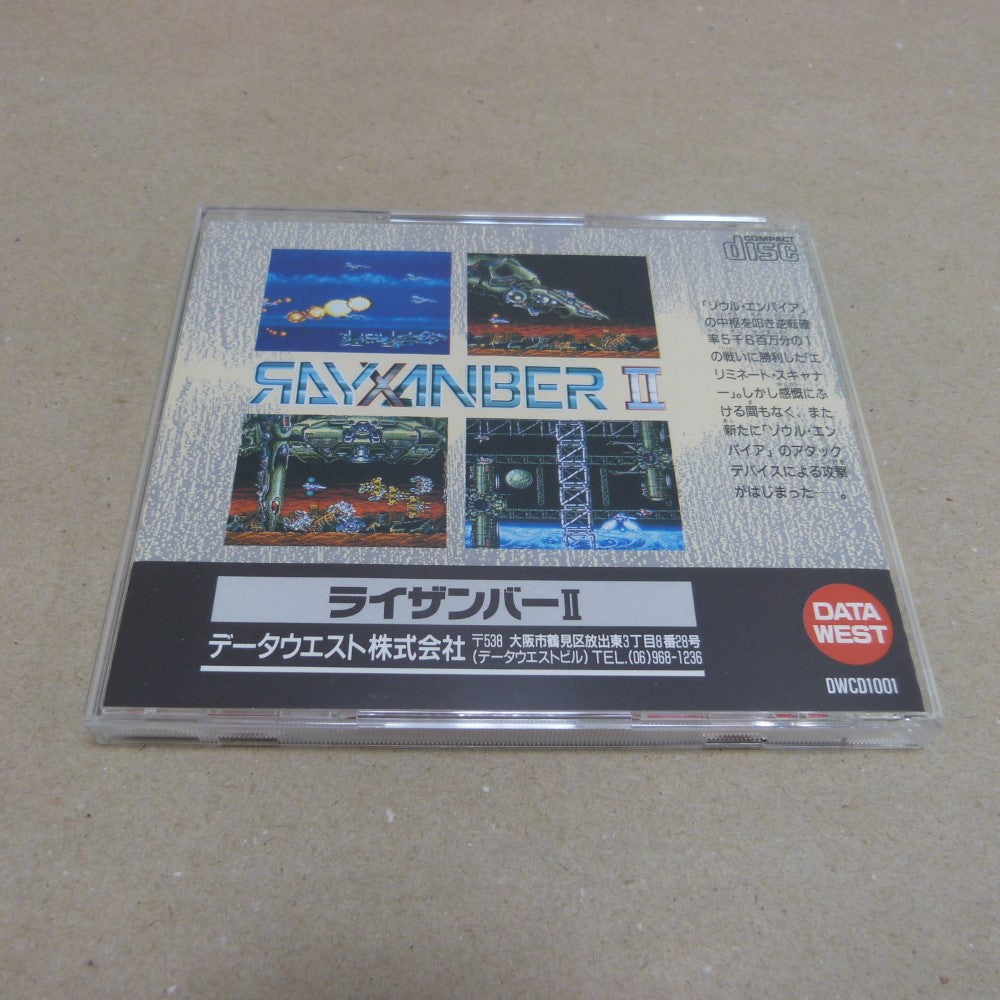 COMPACT
disc
「ゾウル・エンパイア」
の中枢を叩き逆転確
率5千6百万分の1
の戦いに勝利した「エ
リミネート・スキャナ
ー」。しかし感慨にふ
ける間もなく、また
新たに「ゾウル・エン
パイア」のアタック
デバイスによる攻撃
がはじまった──。
RAYXANBER II
ライザンバーII
データウエスト株式会社
〒538 大阪市鶴見区放出東3丁目8番28号
(データウエストビル) TEL.(06)968-1236
DATA
WEST
DWCD1001